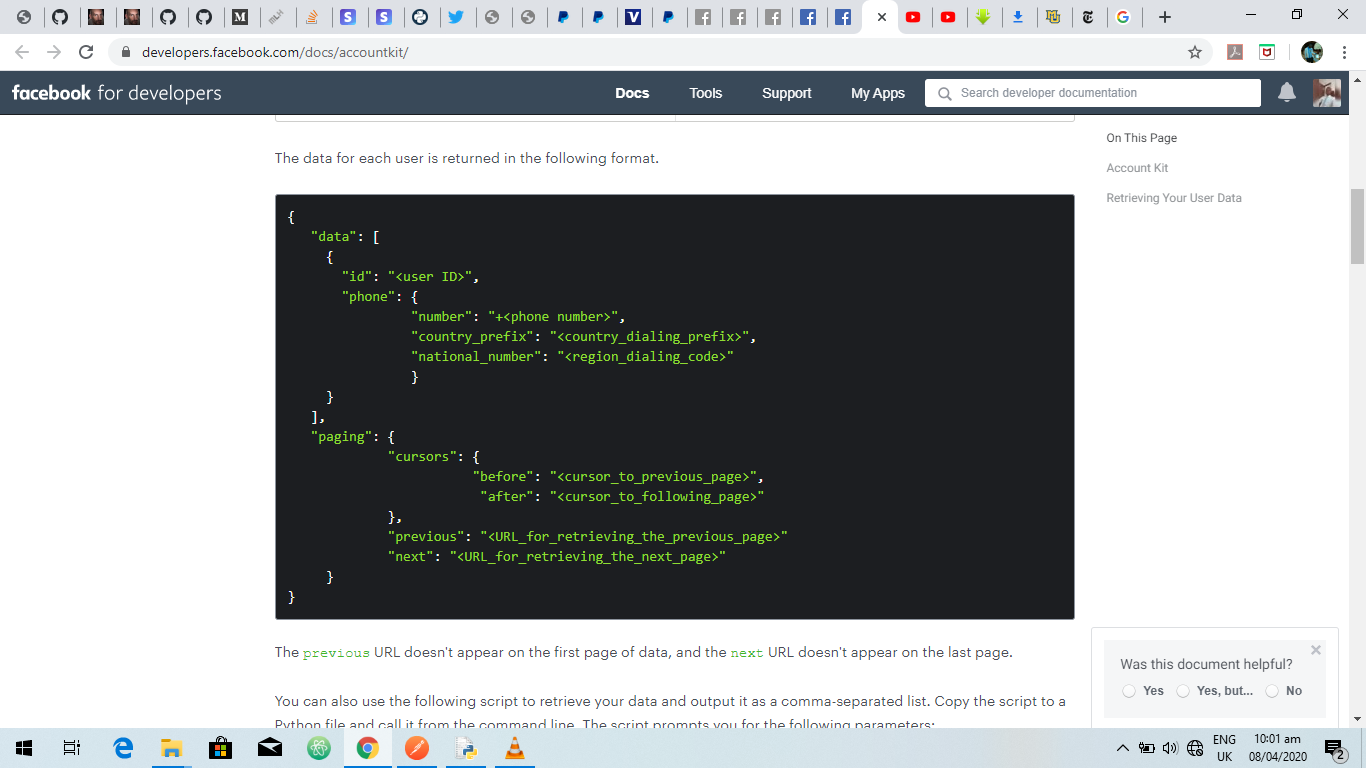 developers.facebook.com/docs/accountkit/
facebook for developers
Docs
Tools
Support
My Apps
Search developer documentation
On This Page
Account Kit
Retrieving Your User Data
The data for each user is returned in the following format.
{
"data": [
{
"id": "<user ID>",
"phone": {
"number": "+<phone number>",
"country_prefix": "<country_dialing_prefix>",
"national_number": "<region_dialing_code>"
}
}
],
"paging": {
"cursors": {
"before": "<cursor_to_previous_page>",
"after": "<cursor_to_following_page>"
},
"previous": "<URL_for_retrieving_the_previous_page>"
"next": "<URL_for_retrieving_the_next_page>"
}
}
The previous URL doesn't appear on the first page of data, and the next URL doesn't appear on the last page.
You can also use the following script to retrieve your data and output it as a comma-separated list. Copy the script to a
Python file and call it from the command line. The script prompts you for the following parameters:
Was this document helpful?
Yes
Yes, but...
No
ENG
UK
10:01 am
08/04/2020
2